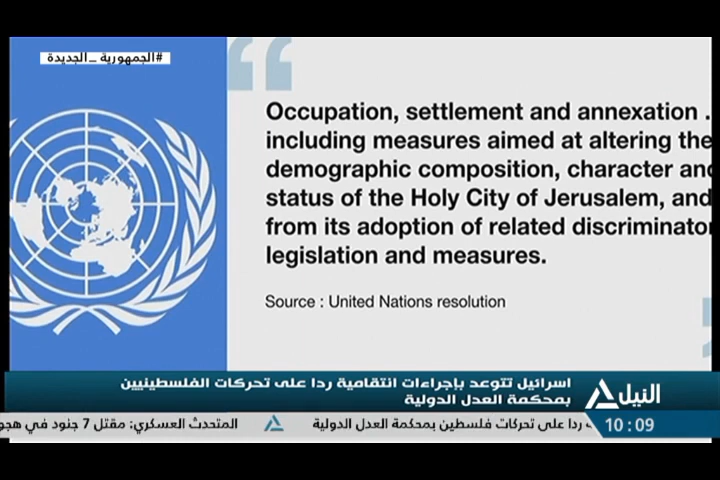 #الجمهورية _الجديدة
Occupation, settlement and annexation .
including measures aimed at altering the
demographic composition, character and
status of the Holy City of Jerusalem, and
from its adoption of related
legislation and measures.
Source : United Nations resolution
اسرائيل تتوعد بإجراءات انتقامية ردا على تحركات الفلسطينيين
بمحكمة العدل الدولية
النيل
ردا على تحركات فلسطين بمحكمة العدل الدولية المتحدث العسكري: مقتل 7 جنود في
10:09